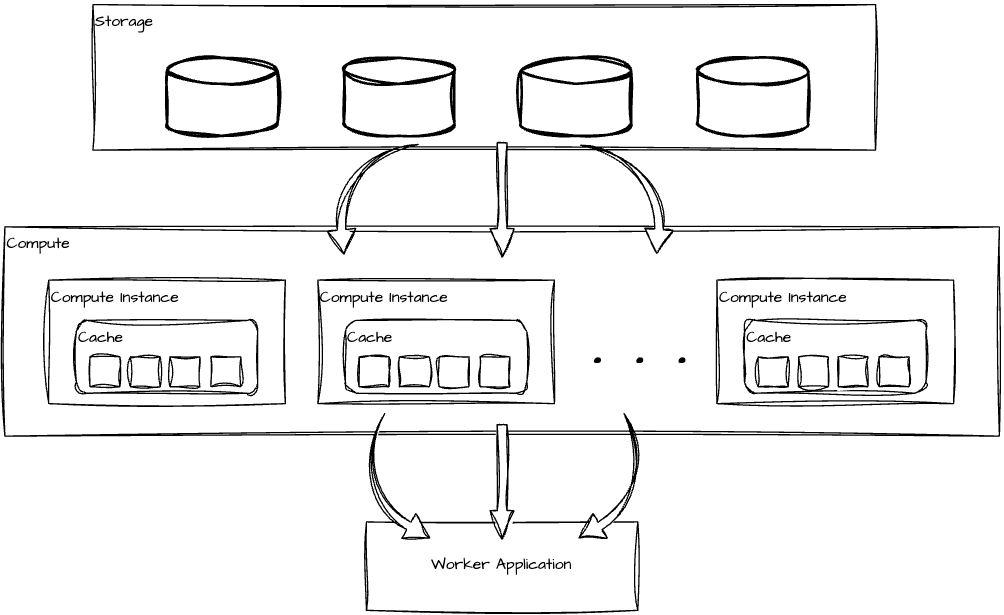 Storage
Compute
Compute Instance
Compute Instance
Compute Instance
Cache
Cache
Cache
Worker Application